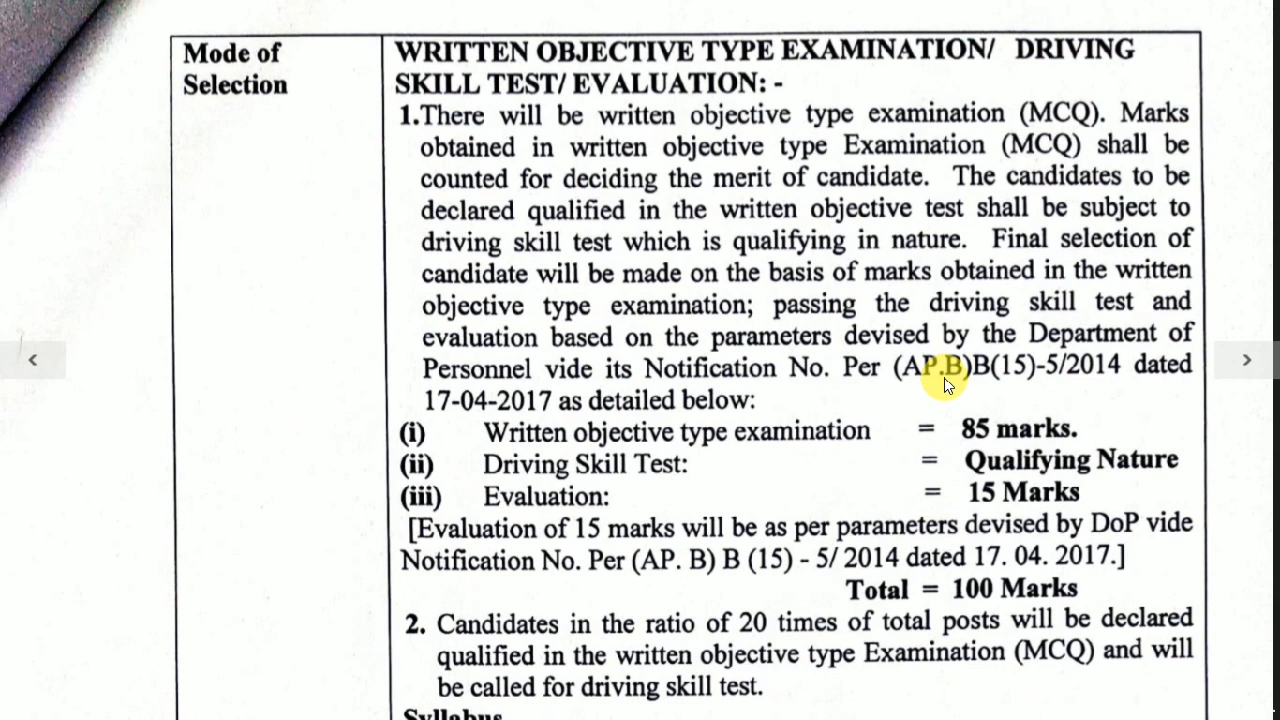 Mode of
Selection
WRITTEN OBJECTIVE TYPE EXAMINATION/ DRIVING
SKILL TEST/ EVALUATION: -
1.There will be written objective type examination (MCQ). Marks
obtained in written objective type Examination (MCQ) shall be
counted for deciding the merit of candidate. The candidates to be
declared qualified in the written objective test shall be subject to
driving skill test which is qualifying in nature. Final selection of
candidate will be made on the basis of marks obtained in the written
objective type examination; passing the driving skill test and
evaluation based on the parameters devised by the Department of
Personnel vide its Notification No. Per (AP.B)B(15)-5/2014 dated
17-04-2017 as detailed below:
(i) Written objective type examination = 85 marks.
(ii) Driving Skill Test: = Qualifying Nature
(iii) Evaluation: = 15 Marks
[Evaluation of 15 marks will be as per parameters devised by DoP vide
Notification No. Per (AP. B) B (15) - 5/ 2014 dated 17. 04. 2017.]
Total = 100 Marks
2. Candidates in the ratio of 20 times of total posts will be declared
qualified in the written objective type Examination (MCQ) and will
be called for driving skill test.
Syllabus